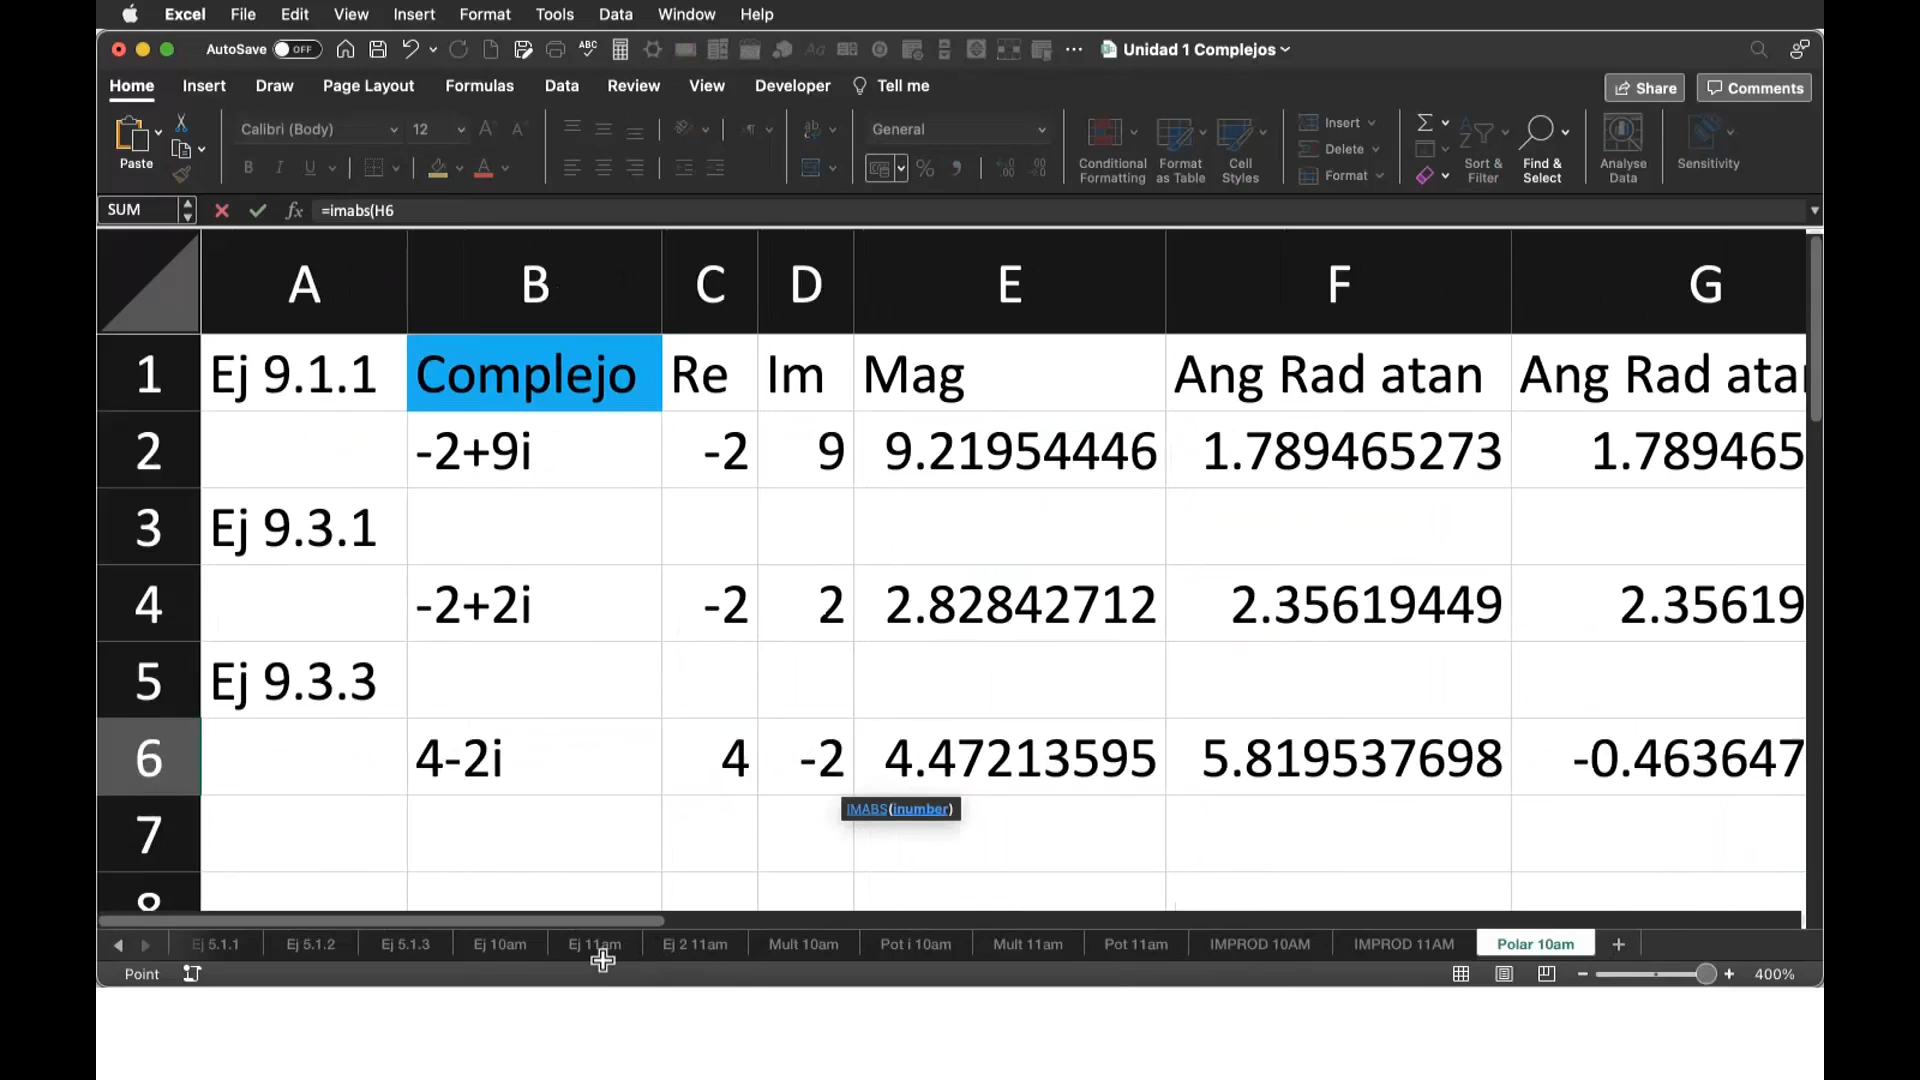 Excel File Edit View Insert Format Tools Data Window Help
AutoSave OFF ABC Aa ... Unidad 1 Complejos
Home Insert Draw Page Layout Formulas Data Review View Developer Tell me Share Comments
Paste Calibri (Body) 12 A A ab General Insert
B I U A % Delete
Conditional Formatting Format as Table Cell Styles Format Sort & Filter Find & Select Analyse Data Sensitivity
SUM fx =imabs(H6
A B C D E F G
1 Ej 9.1.1 Complejo Re Im Mag Ang Rad atan Ang Rad atan
2 -2+9i -2 9 9.21954446 1.789465273 1.789465
3 Ej 9.3.1
4 -2+2i -2 2 2.82842712 2.35619449 2.35619
5 Ej 9.3.3
6 4-2i 4 -2 4.47213595 5.819537698 -0.463647
IMABS(inumber)
7
8
Ej 5.1.1 Ej 5.1.2 Ej 5.1.3 Ej 10am Ej 11am Ej 2 11am Mult 10am Pot i 10am Mult 11am Pot 11am IMPROD 10AM IMPROD 11AM Polar 10am +
Point 400%